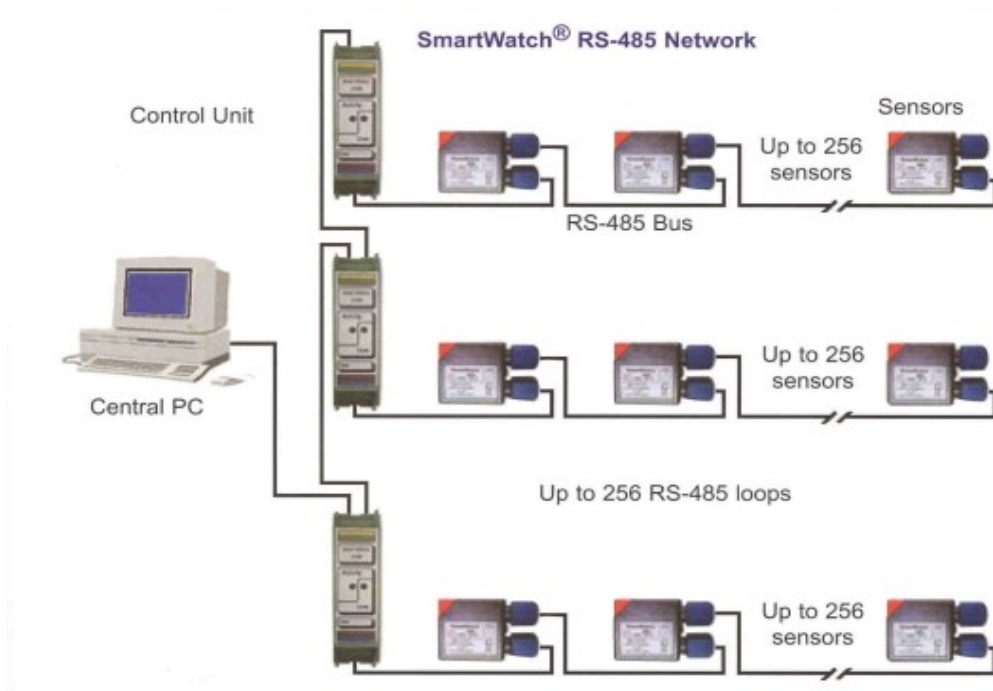 SmartWatch® RS-485 Network
Control Unit
Sensors
Up to 256
sensors
RS-485 Bus
Central PC
Up to 256
sensors
Up to 256 RS-485 loops
Up to 256
sensors